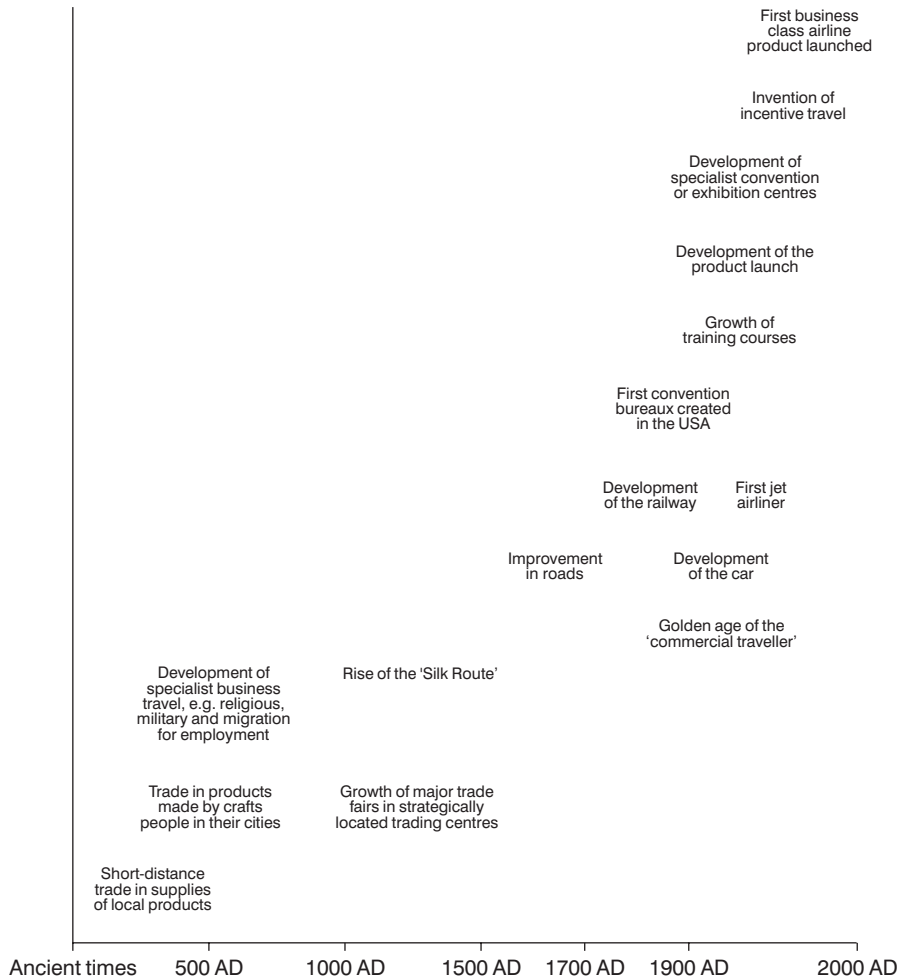 First business
class airline
product launched
Invention of
incentive travel
Development of
specialist convention
or exhibition centres
Development of the
product launch
Growth of
training courses
First convention
bureaux created
in the USA
Development
of the railway
First jet
airliner
Improvement
in roads
Development
of the car
Golden age of the
‘commercial traveller’
Development of
specialist business
travel, e.g. religious,
military and migration
for employment
Rise of the 'Silk Route’
Trade in products
made by crafts
people in their cities
Growth of major trade
fairs in strategically
located trading centres
Short-distance
trade in supplies
of local products
Ancient times 500 AD 1000 AD 1500 AD 1700 AD 1900 AD 2000 AD